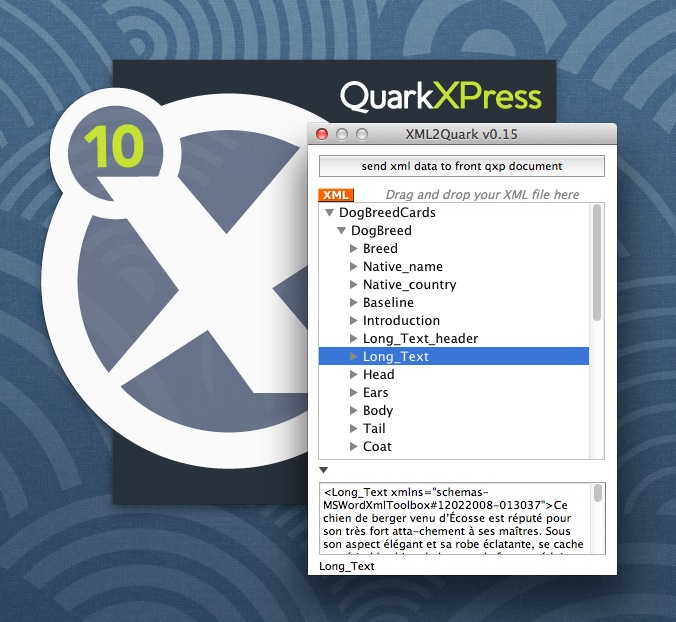 QuarkXPress
10
XML2Quark v0.15
send xml data to front qxp document
XML
Drag and drop your XML file here
DogBreedCards
DogBreed
Breed
Native_name
Native_country
Baseline
Introduction
Long_Text_header
Long_Text
Head
Ears
Body
Tail
Coat
<Long_Text xmlns="schemas-
MSWordXmlToolbox#12022008-013037">Ce
chien de berger venu d'Écosse est réputé pour
son très fort atta-chement à ses maîtres. Sous
son aspect élégant et sa robe éclatante, se cache
Long_Text